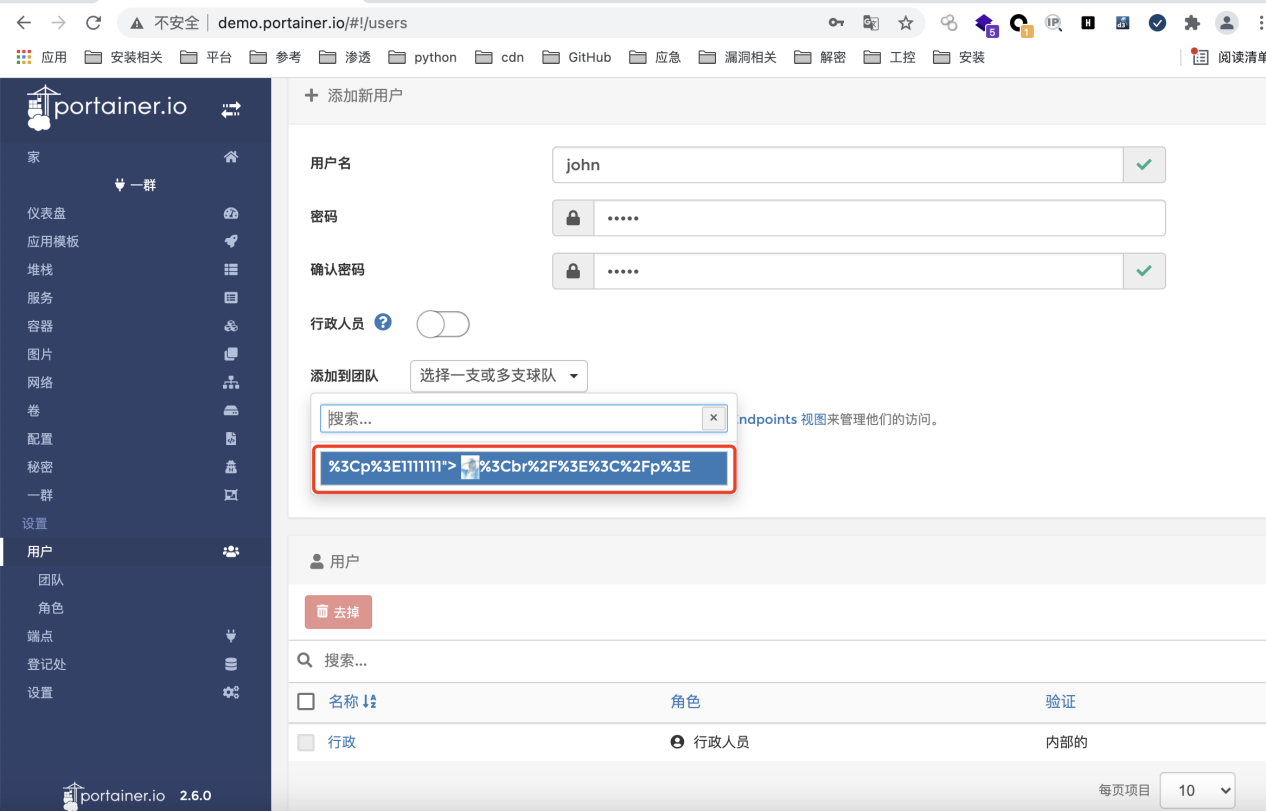 不安全 demo.portainer.io/#!/users
5 1 IP H d3
应用 安装相关 平台 参考 渗透 python cdn GitHub 应急 漏洞相关 解密 工控 安装 阅读清单
portainer.io
家
一群
仪表盘
应用模板
堆栈
服务
容器
图片
网络
卷
配置
秘密
一群
设置
用户
团队
角色
端点
登记处
设置
portainer.io 2.6.0
添加新用户
用户名 john
密码 •••••
确认密码 •••••
行政人员 ?
添加到团队 选择一支或多支球队
搜索... ×
ndpoints 视图来管理他们的访问。
%3Cp%3E1111111"> %3Cbr%2F%3E%3C%2Fp%3E
用户
去掉
搜索...
名称 角色 验证
行政 行政人员 内部的
每页项目 10